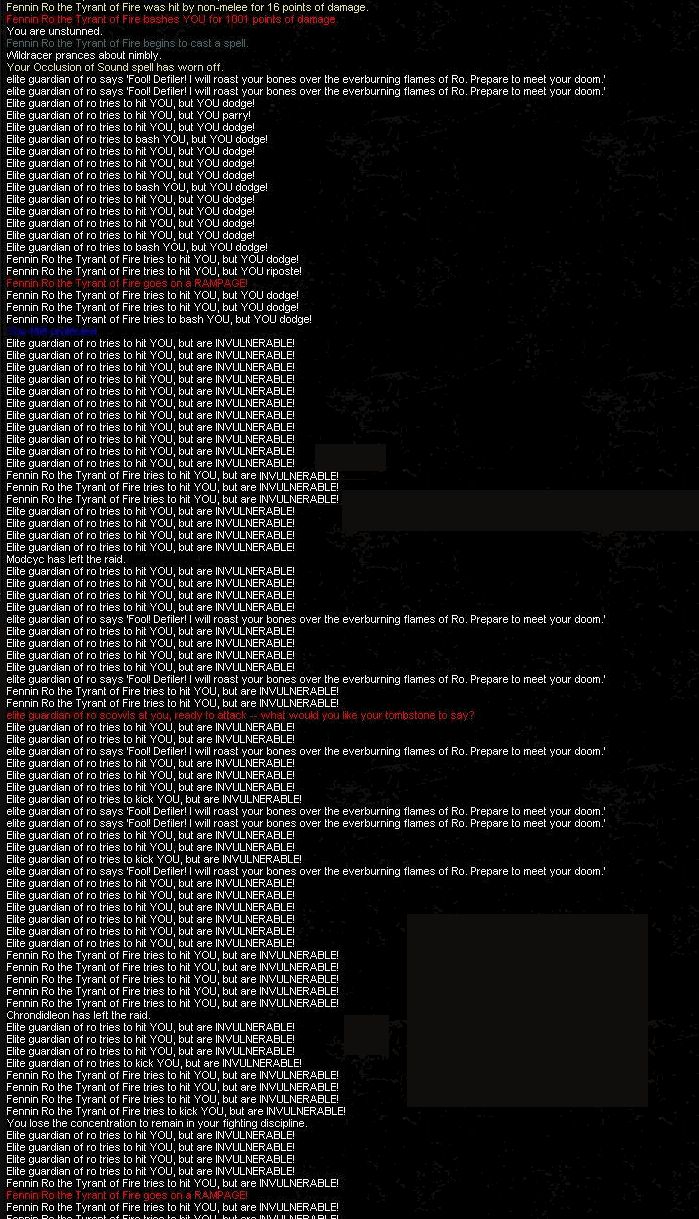 Fennin Ro the Tyrant of Fire was hit by non-melee for 16 points of damage.
Fennin Ro the Tyrant of Fire bashes YOU for 1001 points of damage.
You are unstunned.
Fennin Ro the Tyrant of Fire begins to cast a spell.
Wildracer prances about nimbly.
Your Occlusion of Sound spell has worn off.
elite guardian of ro says 'Fool! Defiler! I will roast your bones over the everburning flames of Ro. Prepare to meet your doom.'
elite guardian of ro says 'Fool! Defiler! I will roast your bones over the everburning flames of Ro. Prepare to meet your doom.'
Elite guardian of ro tries to hit YOU, but YOU dodge!
Elite guardian of ro tries to hit YOU, but YOU parry!
Elite guardian of ro tries to hit YOU, but YOU dodge!
Elite guardian of ro tries to bash YOU, but YOU dodge!
Elite guardian of ro tries to hit YOU, but YOU dodge!
Elite guardian of ro tries to hit YOU, but YOU dodge!
Elite guardian of ro tries to hit YOU, but YOU dodge!
Elite guardian of ro tries to bash YOU, but YOU dodge!
Elite guardian of ro tries to hit YOU, but YOU dodge!
Elite guardian of ro tries to hit YOU, but YOU dodge!
Elite guardian of ro tries to hit YOU, but YOU dodge!
Elite guardian of ro tries to hit YOU, but YOU dodge!
Elite guardian of ro tries to bash YOU, but YOU dodge!
Fennin Ro the Tyrant of Fire tries to hit YOU, but YOU dodge!
Fennin Ro the Tyrant of Fire tries to hit YOU, but YOU riposte!
Fennin Ro the Tyrant of Fire goes on a RAMPAGE!
Fennin Ro the Tyrant of Fire tries to hit YOU, but YOU dodge!
Fennin Ro the Tyrant of Fire tries to hit YOU, but YOU dodge!
Fennin Ro the Tyrant of Fire tries to bash YOU, but YOU dodge!
Elite guardian of ro tries to hit YOU, but are INVULNERABLE!
Elite guardian of ro tries to hit YOU, but are INVULNERABLE!
Elite guardian of ro tries to hit YOU, but are INVULNERABLE!
Elite guardian of ro tries to hit YOU, but are INVULNERABLE!
Elite guardian of ro tries to hit YOU, but are INVULNERABLE!
Elite guardian of ro tries to hit YOU, but are INVULNERABLE!
Elite guardian of ro tries to hit YOU, but are INVULNERABLE!
Elite guardian of ro tries to hit YOU, but are INVULNERABLE!
Elite guardian of ro tries to hit YOU, but are INVULNERABLE!
Elite guardian of ro tries to hit YOU, but are INVULNERABLE!
Elite guardian of ro tries to hit YOU, but are INVULNERABLE!
Fennin Ro the Tyrant of Fire tries to hit YOU, but are INVULNERABLE!
Fennin Ro the Tyrant of Fire tries to hit YOU, but are INVULNERABLE!
Fennin Ro the Tyrant of Fire tries to hit YOU, but are INVULNERABLE!
Elite guardian of ro tries to hit YOU, but are INVULNERABLE!
Elite guardian of ro tries to hit YOU, but are INVULNERABLE!
Elite guardian of ro tries to hit YOU, but are INVULNERABLE!
Elite guardian of ro tries to hit YOU, but are INVULNERABLE!
Modcyc has left the raid.
Elite guardian of ro tries to hit YOU, but are INVULNERABLE!
Elite guardian of ro tries to hit YOU, but are INVULNERABLE!
Elite guardian of ro tries to hit YOU, but are INVULNERABLE!
Elite guardian of ro tries to hit YOU, but are INVULNERABLE!
elite guardian of ro says 'Fool! Defiler! I will roast your bones over the everburning flames of Ro. Prepare to meet your doom.'
Elite guardian of ro tries to hit YOU, but are INVULNERABLE!
Elite guardian of ro tries to hit YOU, but are INVULNERABLE!
Elite guardian of ro tries to hit YOU, but are INVULNERABLE!
Elite guardian of ro tries to hit YOU, but are INVULNERABLE!
elite guardian of ro says 'Fool! Defiler! I will roast your bones over the everburning flames of Ro. Prepare to meet your doom.'
Fennin Ro the Tyrant of Fire tries to hit YOU, but are INVULNERABLE!
Fennin Ro the Tyrant of Fire tries to hit YOU, but are INVULNERABLE!
elite guardian of ro scowls at you, ready to attack -- what would you like your tombstone to say?
Elite guardian of ro tries to hit YOU, but are INVULNERABLE!
Elite guardian of ro tries to hit YOU, but are INVULNERABLE!
elite guardian of ro says 'Fool! Defiler! I will roast your bones over the everburning flames of Ro. Prepare to meet your doom.'
Elite guardian of ro tries to hit YOU, but are INVULNERABLE!
Elite guardian of ro tries to hit YOU, but are INVULNERABLE!
Elite guardian of ro tries to hit YOU, but are INVULNERABLE!
Elite guardian of ro tries to kick YOU, but are INVULNERABLE!
elite guardian of ro says 'Fool! Defiler! I will roast your bones over the everburning flames of Ro. Prepare to meet your doom.'
elite guardian of ro says 'Fool! Defiler! I will roast your bones over the everburning flames of Ro. Prepare to meet your doom.'
Elite guardian of ro tries to hit YOU, but are INVULNERABLE!
Elite guardian of ro tries to hit YOU, but are INVULNERABLE!
Elite guardian of ro tries to kick YOU, but are INVULNERABLE!
elite guardian of ro says 'Fool! Defiler! I will roast your bones over the everburning flames of Ro. Prepare to meet your doom.'
Elite guardian of ro tries to hit YOU, but are INVULNERABLE!
Elite guardian of ro tries to hit YOU, but are INVULNERABLE!
Elite guardian of ro tries to hit YOU, but are INVULNERABLE!
Elite guardian of ro tries to hit YOU, but are INVULNERABLE!
Elite guardian of ro tries to hit YOU, but are INVULNERABLE!
Elite guardian of ro tries to hit YOU, but are INVULNERABLE!
Fennin Ro the Tyrant of Fire tries to hit YOU, but are INVULNERABLE!
Fennin Ro the Tyrant of Fire tries to hit YOU, but are INVULNERABLE!
Fennin Ro the Tyrant of Fire tries to hit YOU, but are INVULNERABLE!
Fennin Ro the Tyrant of Fire tries to hit YOU, but are INVULNERABLE!
Fennin Ro the Tyrant of Fire tries to hit YOU, but are INVULNERABLE!
Chrondidleon has left the raid.
Elite guardian of ro tries to hit YOU, but are INVULNERABLE!
Elite guardian of ro tries to hit YOU, but are INVULNERABLE!
Elite guardian of ro tries to hit YOU, but are INVULNERABLE!
Elite guardian of ro tries to kick YOU, but are INVULNERABLE!
Fennin Ro the Tyrant of Fire tries to hit YOU, but are INVULNERABLE!
Fennin Ro the Tyrant of Fire tries to hit YOU, but are INVULNERABLE!
Fennin Ro the Tyrant of Fire tries to hit YOU, but are INVULNERABLE!
Fennin Ro the Tyrant of Fire tries to kick YOU, but are INVULNERABLE!
You lose the concentration to remain in your fighting discipline.
Elite guardian of ro tries to hit YOU, but are INVULNERABLE!
Elite guardian of ro tries to hit YOU, but are INVULNERABLE!
Elite guardian of ro tries to hit YOU, but are INVULNERABLE!
Elite guardian of ro tries to hit YOU, but are INVULNERABLE!
Fennin Ro the Tyrant of Fire tries to hit YOU, but are INVULNERABLE!
Fennin Ro the Tyrant of Fire goes on a RAMPAGE!
Fennin Ro the Tyrant of Fire tries to hit YOU, but are INVULNERABLE!
Fennin Ro the Tyrant of Fire tries to hit YOU, but are INVULNERABLE!